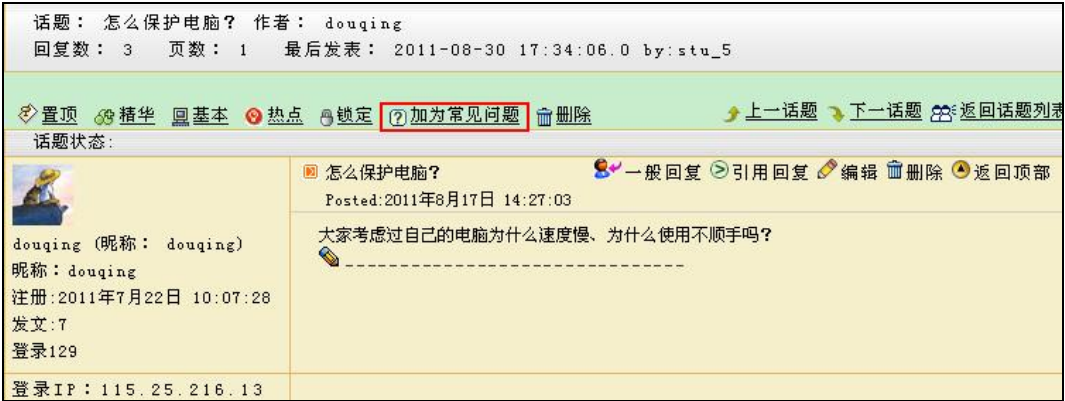 话题： 怎么保护电脑？ 作者： douqing
回复数： 3 页数： 1 最后发表： 2011-08-30 17:34:06.0 by:stu_5
置顶 精华 基本 热点 锁定 加为常见问题 删除 上一话题 下一话题 返回话题列表
话题状态:
怎么保护电脑? 一般回复 引用回复 编辑 删除 返回顶部
Posted:2011年8月17日 14:27:03
大家考虑过自己的电脑为什么速度慢、为什么使用不顺手吗?
-------------------------------
douqing (昵称： douqing)
昵称：douqing
注册:2011年7月22日 10:07:28
发文:7
登录129
登录IP：115.25.216.13